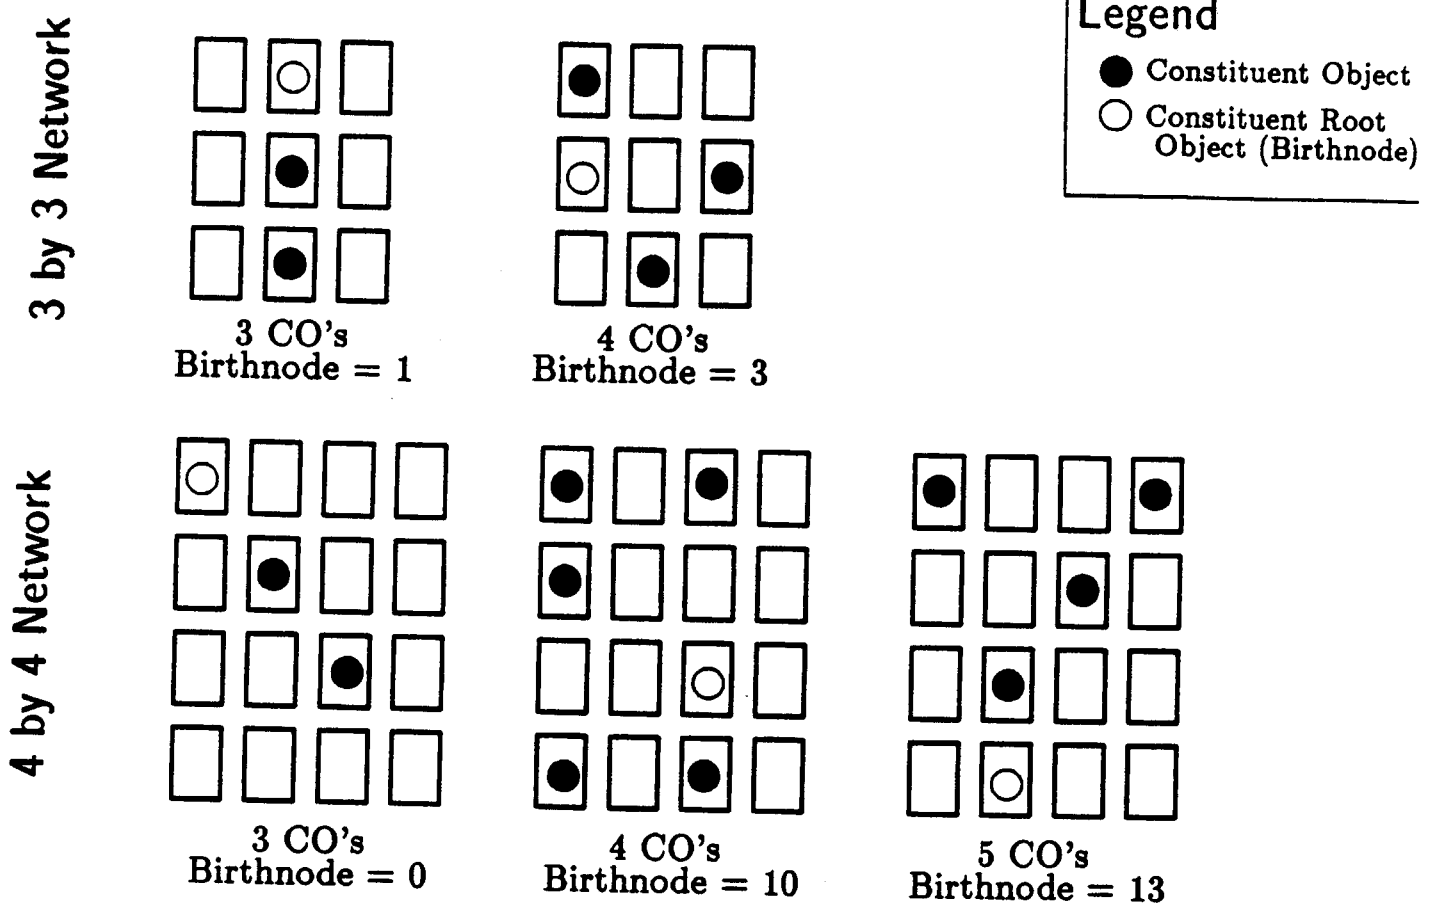 Legend
Constituent Object
Constituent Root
Object (Birthnode)
3 by 3 Network
3 CO's
Birthnode = 1
4 CO's
Birthnode = 3
4 by 4 Network
3 CO's
Birthnode = 0
4 CO's
Birthnode = 10
5 CO's
Birthnode = 13